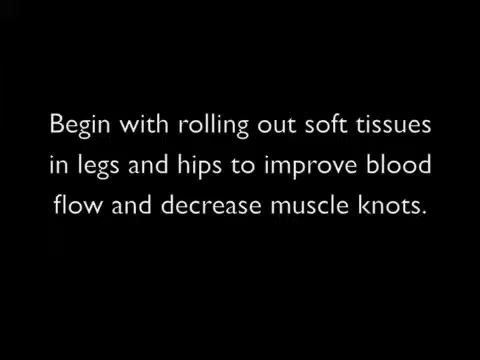 Begin with rolling out soft tissues
in legs and hips to improve blood
flow and decrease muscle knots.